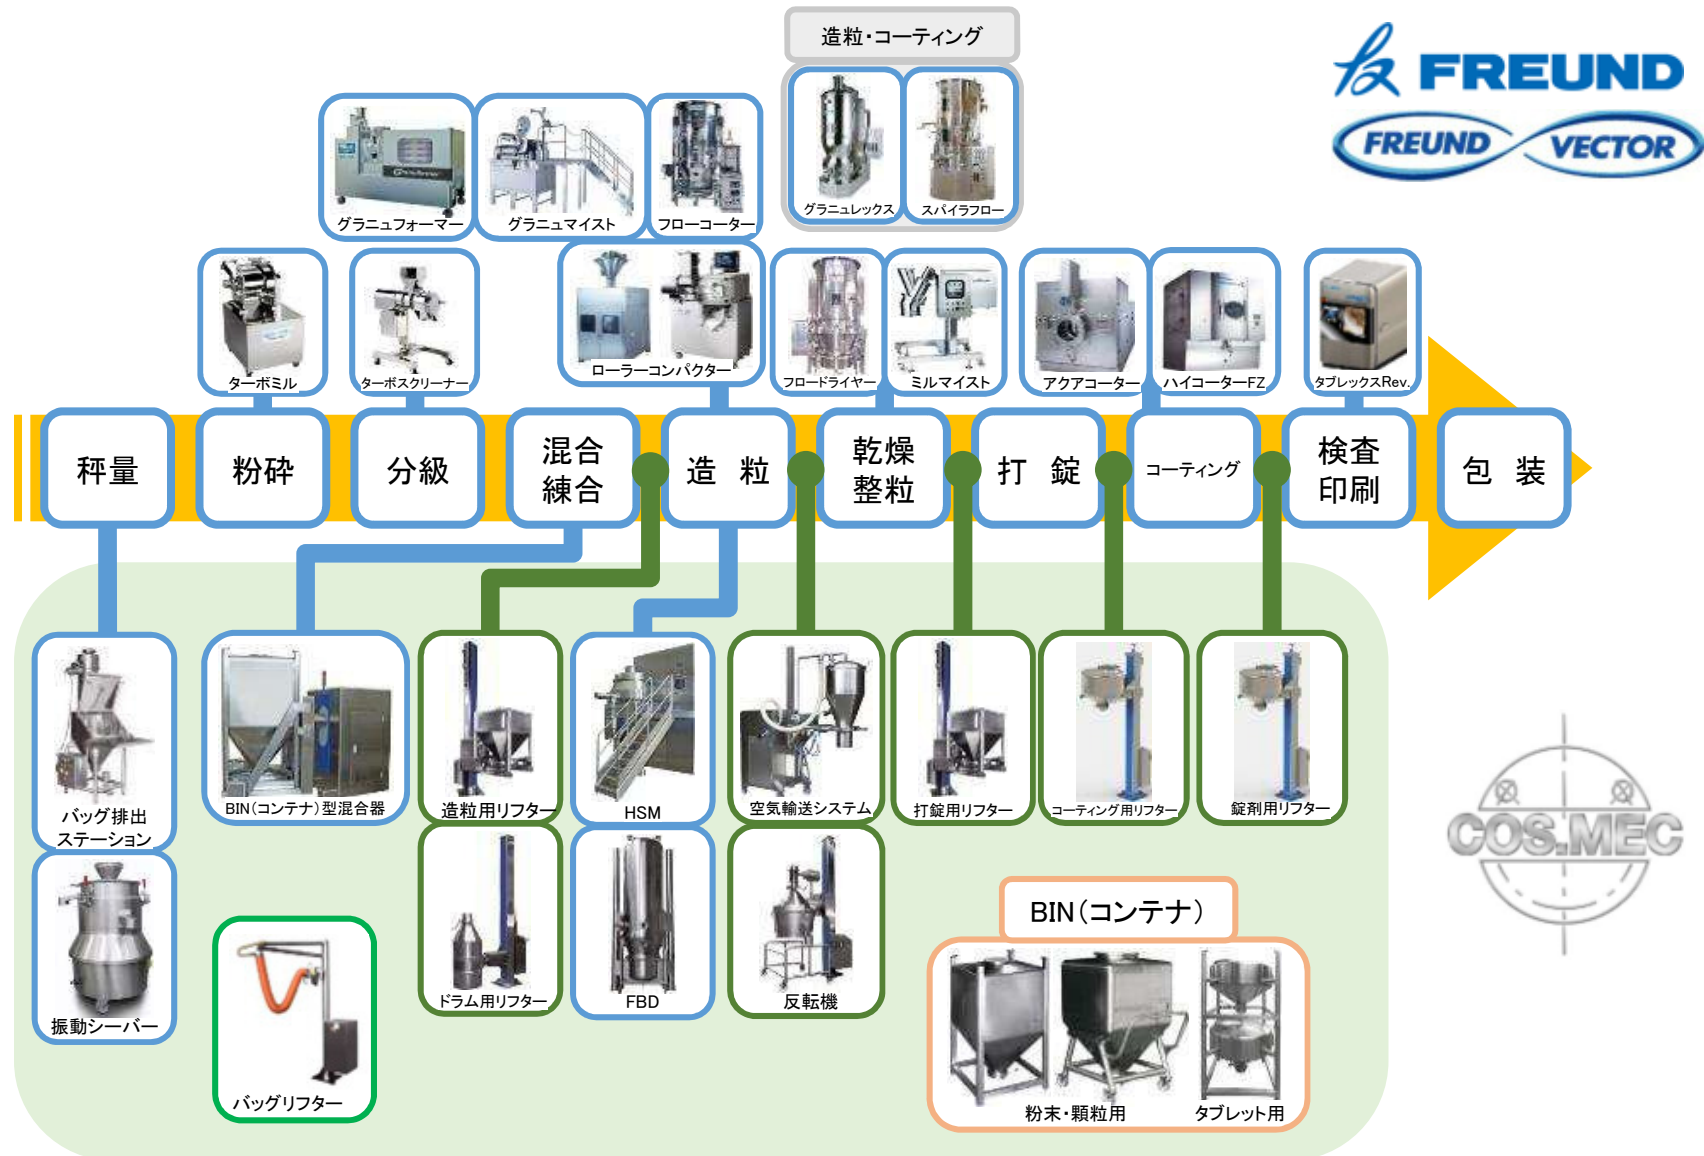 造粒・コーティング
FREUND
FREUND VECTOR
グラニュフォーマー
グラニュマイスト
フローコーター
グラニュレックス
スパイラフロー
ターボミル
ターボスクリーナー
ローラーコンパクター
フロードライヤー
ミルマイスト
アクアコーター
ハイコーターFZ
タブレックスRev.
秤量
粉砕
分級
混合
練合
造 粒
乾燥
整粒
打 錠
コーティング
検査
印刷
包 装
バッグ排出
ステーション
BIN(コンテナ)型混合器
造粒用リフター
HSM
空気輸送システム
打錠用リフター
コーティング用リフター
錠剤用リフター
COS.MEC
振動シーバー
バッグリフター
ドラム用リフター
FBD
反転機
BIN(コンテナ)
粉末・顆粒用
タブレット用